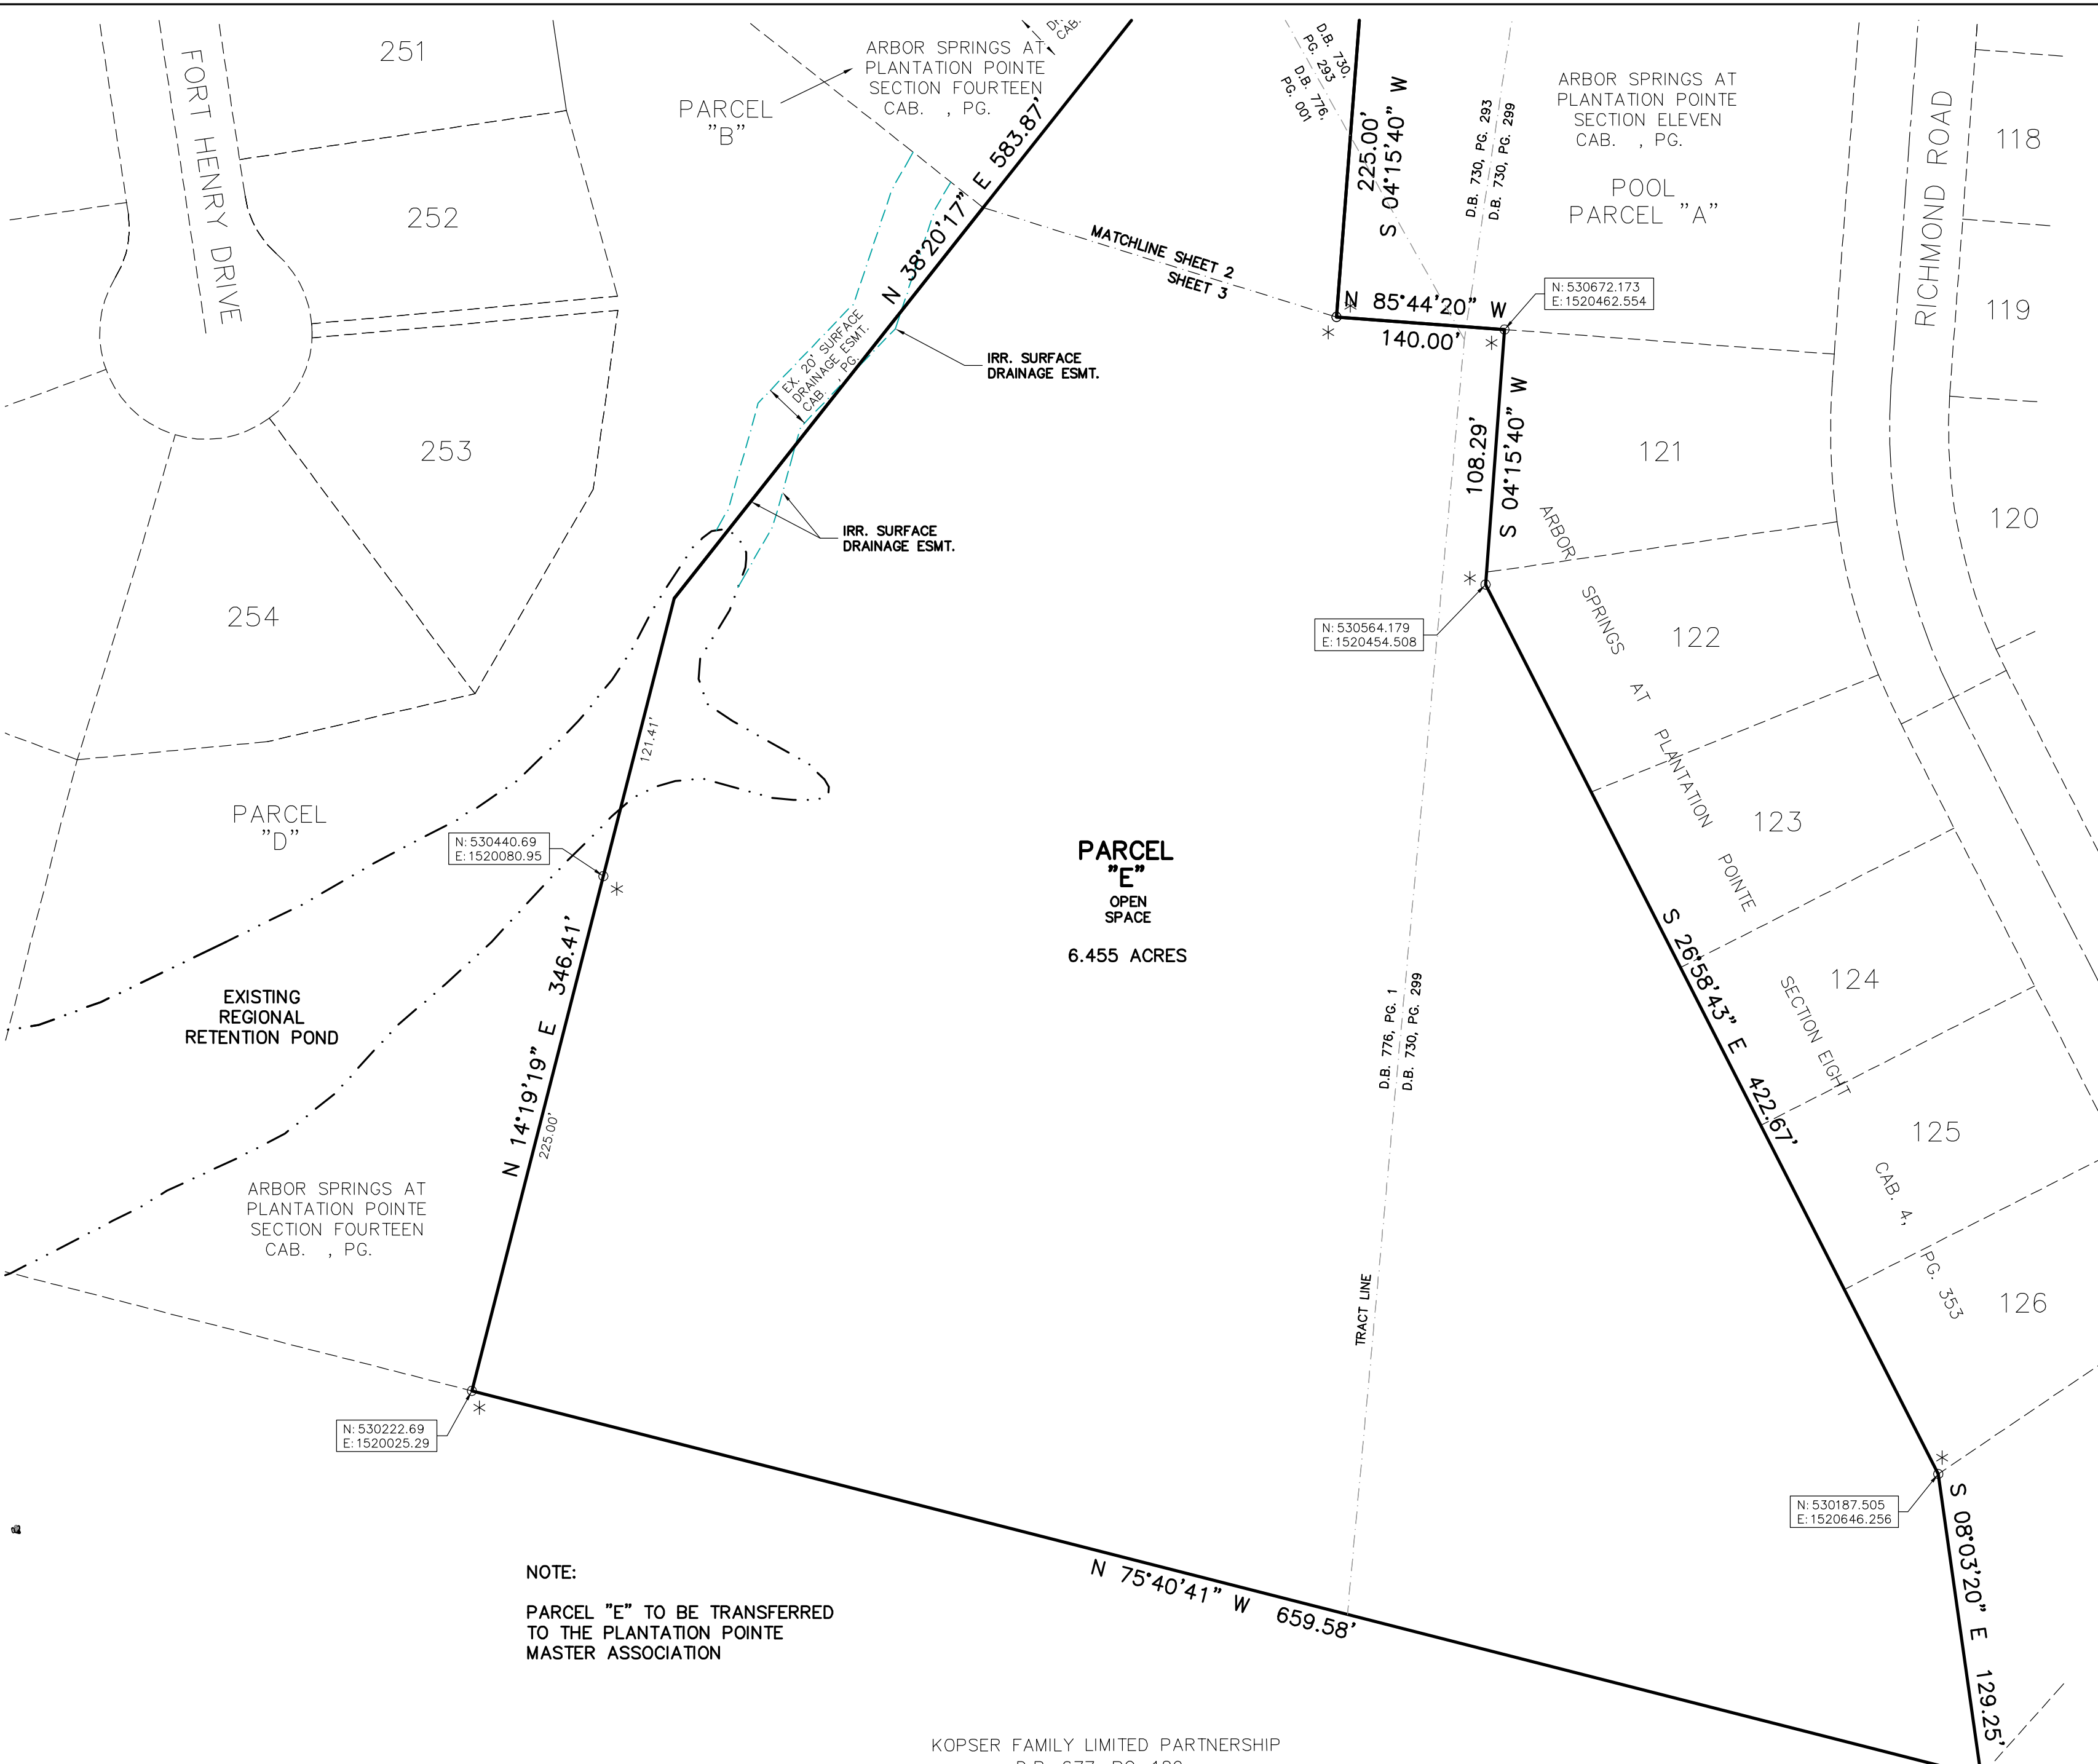 251
FORT HENRY DRIVE
252
253
254
PARCEL
"B"
ARBOR SPRINGS AT
PLANTATION POINTE
SECTION FOURTEEN
CAB. , PG.
CAB.
N 38°20'17" E 583.87'
D.B. 730,
PG. 293
D.B. 776,
PG. 001
225.00'
S 04°15'40" W
D.B. 730, PG. 293
D.B. 730, PG. 299
ARBOR SPRINGS AT
PLANTATION POINTE
SECTION ELEVEN
CAB. , PG.
POOL
PARCEL "A"
RICHMOND ROAD
118
119
120
MATCHLINE SHEET 2
SHEET 3
N 85°44'20" W
140.00'
N: 530672.173
E: 1520462.554
EX. 20' SURFACE
DRAINAGE ESMT.
CAB. , PG.
IRR. SURFACE
DRAINAGE ESMT.
IRR. SURFACE
DRAINAGE ESMT.
108.29'
S 04°15'40" W
121
122
123
124
125
126
ARBOR SPRINGS AT PLANTATION POINTE SECTION EIGHT CAB. 4, PG. 353
N: 530564.179
E: 1520454.508
121.41'
PARCEL
"D"
N: 530440.69
E: 1520080.95
PARCEL
"E"
OPEN
SPACE
6.455 ACRES
S 26°58'43" E 422.67'
EXISTING
REGIONAL
RETENTION POND
N 14°19'19" E 346.41'
225.00'
D.B. 776, PG. 1
D.B. 730, PG. 299
TRACT LINE
ARBOR SPRINGS AT
PLANTATION POINTE
SECTION FOURTEEN
CAB. , PG.
N: 530222.69
E: 1520025.29
N: 530187.505
E: 1520646.256
S 08°03'20" E 129.25'
N 75°40'41" W 659.58'
NOTE:
PARCEL "E" TO BE TRANSFERRED
TO THE PLANTATION POINTE
MASTER ASSOCIATION
KOPSER FAMILY LIMITED PARTNERSHIP